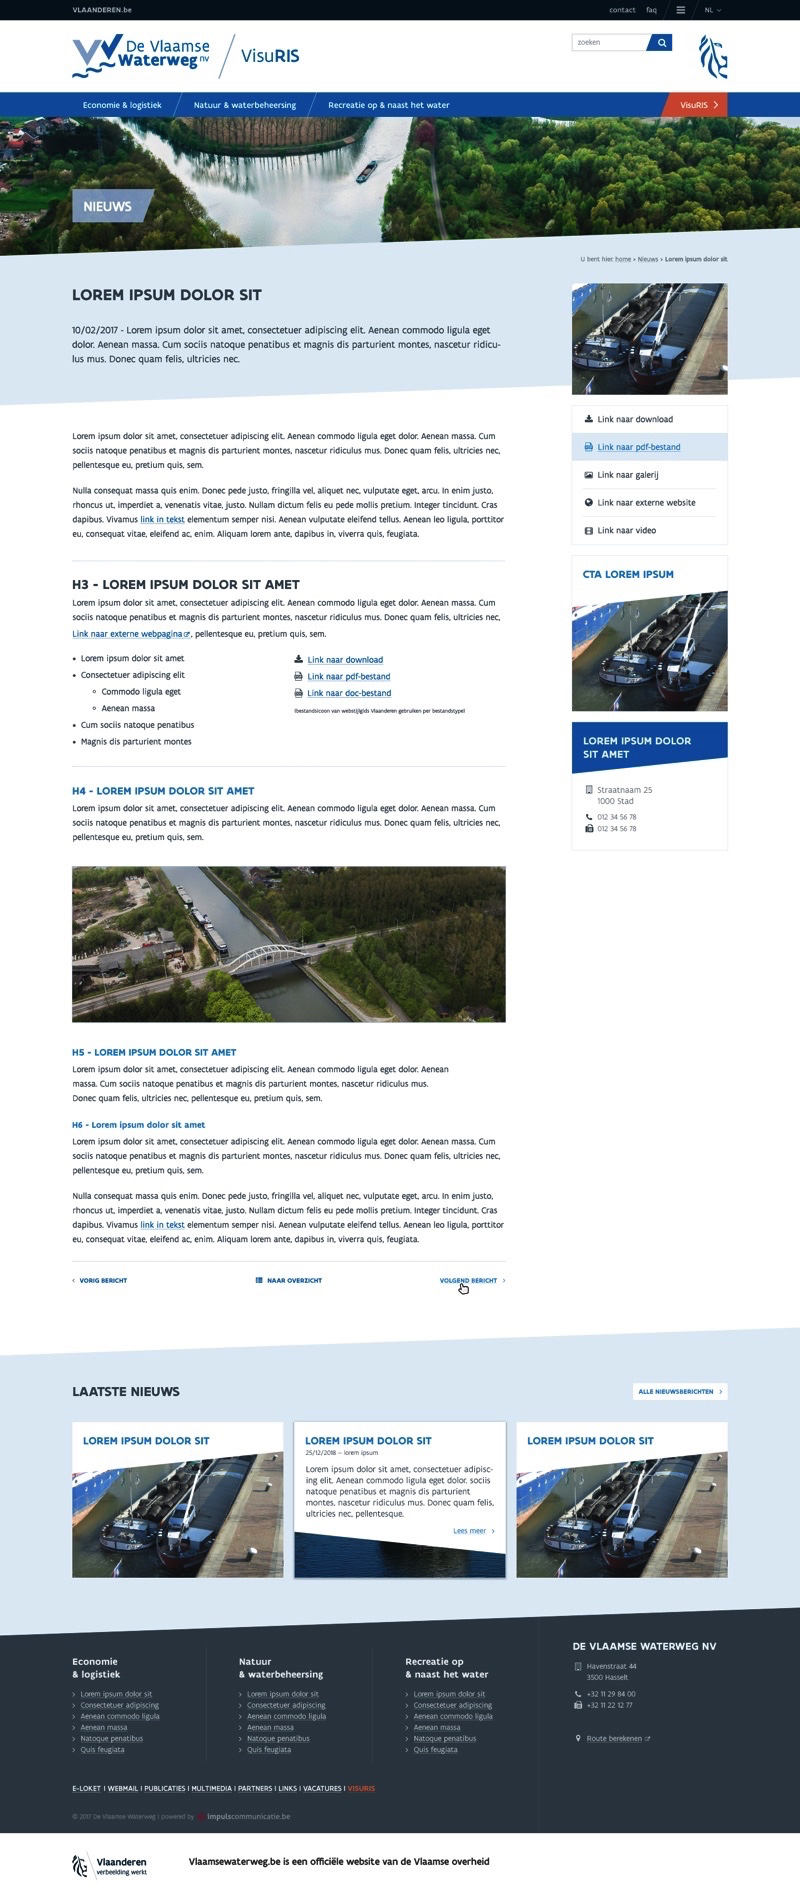 VLAANDEREN.be
contact faq NL
De Vlaamse
Waterweg nv
VisuRIS
zoeken
Economie & logistiek
Natuur & waterbeheersing
Recreatie op & naast het water
VisuRIS
NIEUWS
U bent hier: home > Nieuws > Lorem ipsum dolor sit
LOREM IPSUM DOLOR SIT
10/02/2017 - Lorem ipsum dolor sit amet, consectetuer adipiscing elit. Aenean commodo ligula eget
dolor. Aenean massa. Cum sociis natoque penatibus et magnis dis parturient montes, nascetur ridicu-
lus mus. Donec quam felis, ultricies nec.
Lorem ipsum dolor sit amet, consectetuer adipiscing elit. Aenean commodo ligula eget dolor. Aenean massa. Cum
sociis natoque penatibus et magnis dis parturient montes, nascetur ridiculus mus. Donec quam felis, ultricies nec,
pellentesque eu, pretium quis, sem.
Nulla consequat massa quis enim. Donec pede justo, fringilla vel, aliquet nec, vulputate eget, arcu. In enim justo,
rhoncus ut, imperdiet a, venenatis vitae, justo. Nullam dictum felis eu pede mollis pretium. Integer tincidunt. Cras
dapibus. Vivamus link in tekst elementum semper nisi. Aenean vulputate eleifend tellus. Aenean leo ligula, porttitor
eu, consequat vitae, eleifend ac, enim. Aliquam lorem ante, dapibus in, viverra quis, feugiata.
H3 - LOREM IPSUM DOLOR SIT AMET
Lorem ipsum dolor sit amet, consectetuer adipiscing elit. Aenean commodo ligula eget dolor. Aenean massa. Cum
sociis natoque penatibus et magnis dis parturient montes, nascetur ridiculus mus. Donec quam felis, ultricies nec,
Link naar externe webpagina, pellentesque eu, pretium quis, sem.
• Lorem ipsum dolor sit amet
• Consectetuer adipiscing elit
Commodo ligula eget
Aenean massa
• Cum sociis natoque penatibus
• Magnis dis parturient montes
Link naar download
Link naar pdf-bestand
Link naar doc-bestand
(bestandsicoon van webstijlgids Vlaanderen gebruiken per bestandstype)
H4 - LOREM IPSUM DOLOR SIT AMET
Lorem ipsum dolor sit amet, consectetuer adipiscing elit. Aenean commodo ligula eget dolor. Aenean massa. Cum
sociis natoque penatibus et magnis dis parturient montes, nascetur ridiculus mus. Donec quam felis, ultricies nec,
pellentesque eu, pretium quis, sem.
H5 - LOREM IPSUM DOLOR SIT AMET
Lorem ipsum dolor sit amet, consectetuer adipiscing elit. Aenean commodo ligula eget dolor. Aenean
massa. Cum sociis natoque penatibus et magnis dis parturient montes, nascetur ridiculus mus.
Donec quam felis, ultricies nec, pellentesque eu, pretium quis, sem.
H6 - Lorem ipsum dolor sit amet
Lorem ipsum dolor sit amet, consectetuer adipiscing elit. Aenean commodo ligula eget dolor. Aenean massa. Cum
sociis natoque penatibus et magnis dis parturient montes, nascetur ridiculus mus. Donec quam felis, ultricies nec,
pellentesque eu, pretium quis, sem.
Nulla consequat massa quis enim. Donec pede justo, fringilla vel, aliquet nec, vulputate eget, arcu. In enim justo,
rhoncus ut, imperdiet a, venenatis vitae, justo. Nullam dictum felis eu pede mollis pretium. Integer tincidunt. Cras
dapibus. Vivamus link in tekst elementum semper nisi. Aenean vulputate eleifend tellus. Aenean leo ligula, porttitor
eu, consequat vitae, eleifend ac, enim. Aliquam lorem ante, dapibus in, viverra quis, feugiata.
VORIG BERICHT
NAAR OVERZICHT
VOLGEND BERICHT
Link naar download
Link naar pdf-bestand
Link naar galerij
Link naar externe website
Link naar video
CTA LOREM IPSUM
LOREM IPSUM DOLOR
SIT AMET
Straatnaam 25
1000 Stad
012 34 56 78
012 34 56 78
LAATSTE NIEUWS
ALLE NIEUWSBERICHTEN
LOREM IPSUM DOLOR SIT
LOREM IPSUM DOLOR SIT
25/12/2018 – lorem ipsum
Lorem ipsum dolor sit amet, consectetuer adipisc-
ing elit. Aenean commodo ligula eget dolor. sociis
natoque penatibus et magnis dis parturient
montes, nascetur ridiculus mus. Donec quam felis,
ultricies nec, pellentesque.
Lees meer
LOREM IPSUM DOLOR SIT
Economie
& logistiek
Lorem ipsum dolor sit
Consectetuer adipiscing
Aenean commodo ligula
Aenean massa
Natoque penatibus
Quis feugiata
Natuur
& waterbeheersing
Lorem ipsum dolor sit
Consectetuer adipiscing
Aenean commodo ligula
Aenean massa
Natoque penatibus
Quis feugiata
Recreatie op
& naast het water
Lorem ipsum dolor sit
Consectetuer adipiscing
Aenean commodo ligula
Aenean massa
Natoque penatibus
Quis feugiata
DE VLAAMSE WATERWEG NV
Havenstraat 44
3500 Hasselt
+32 11 29 84 00
+32 11 22 12 77
Route berekenen
E-LOKET | WEBMAIL | PUBLICATIES | MULTIMEDIA | PARTNERS | LINKS | VACATURES | VISURIS
© 2017 De Vlaamse Waterweg | powered by impulscommunicatie.be
Vlaanderen
verbeelding werkt
Vlaamsewaterweg.be is een officiële website van de Vlaamse overheid